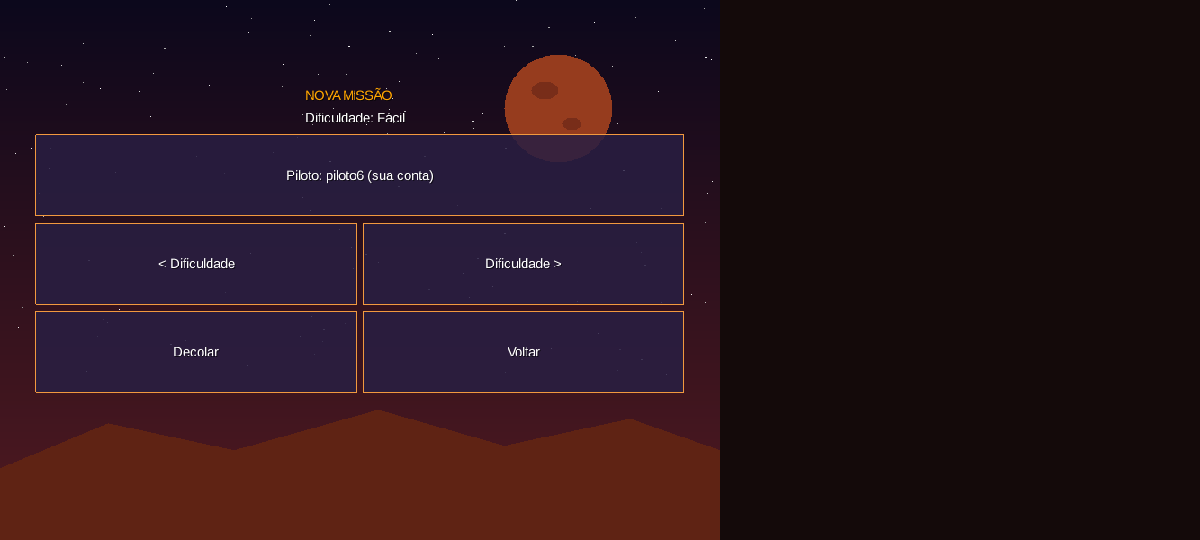 NOVA MISSÃO
Dificuldade: Fácil
Piloto: piloto6 (sua conta)
< Dificuldade
Dificuldade >
Decolar
Voltar